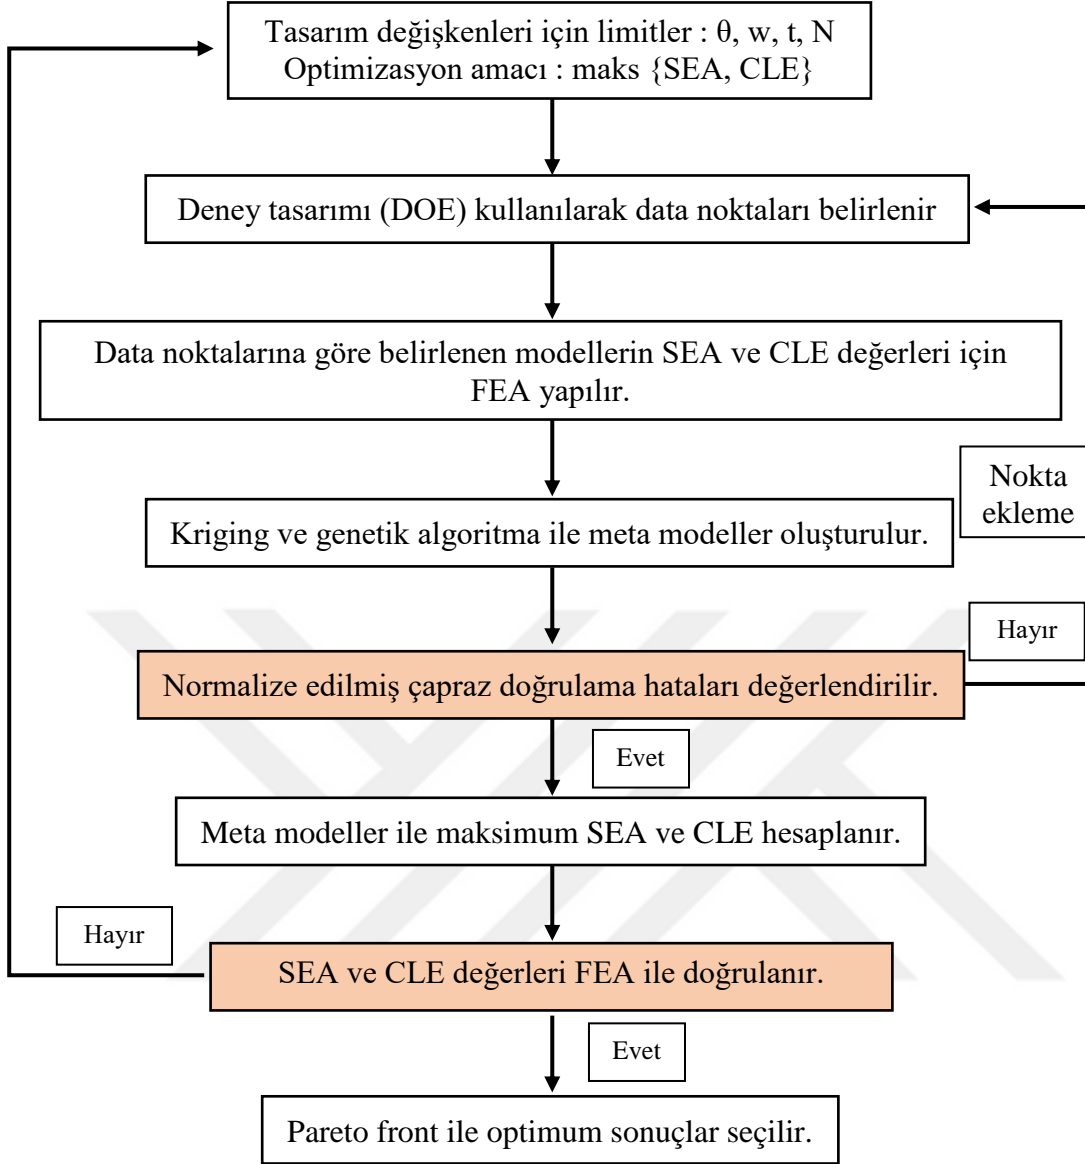 Tasarım değişkenleri için limitler : θ, w, t, N
Optimizasyon amacı : maks {SEA, CLE}
Deney tasarımı (DOE) kullanılarak data noktaları belirlenir
Data noktalarına göre belirlenen modellerin SEA ve CLE değerleri için
FEA yapılır.
Nokta
ekleme
Kriging ve genetik algoritma ile meta modeller oluşturulur.
Hayır
Normalize edilmiş çapraz doğrulama hataları değerlendirilir.
Evet
Meta modeller ile maksimum SEA ve CLE hesaplanır.
Hayır
SEA ve CLE değerleri FEA ile doğrulanır.
Evet
Pareto front ile optimum sonuçlar seçilir.